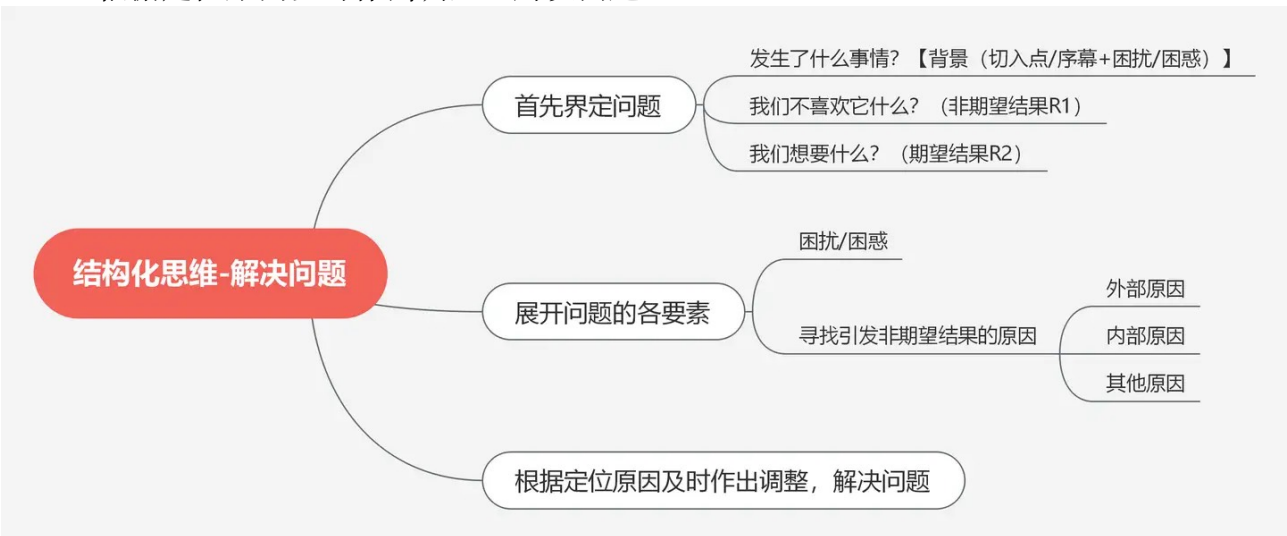 结构化思维-解决问题
首先界定问题
发生了什么事情？【背景（切入点/序幕+困扰/困惑）】
我们不喜欢它什么？（非期望结果R1）
我们想要什么？（期望结果R2）
展开问题的各要素
困扰/困惑
寻找引发非期望结果的原因
外部原因
内部原因
其他原因
根据定位原因及时作出调整，解决问题